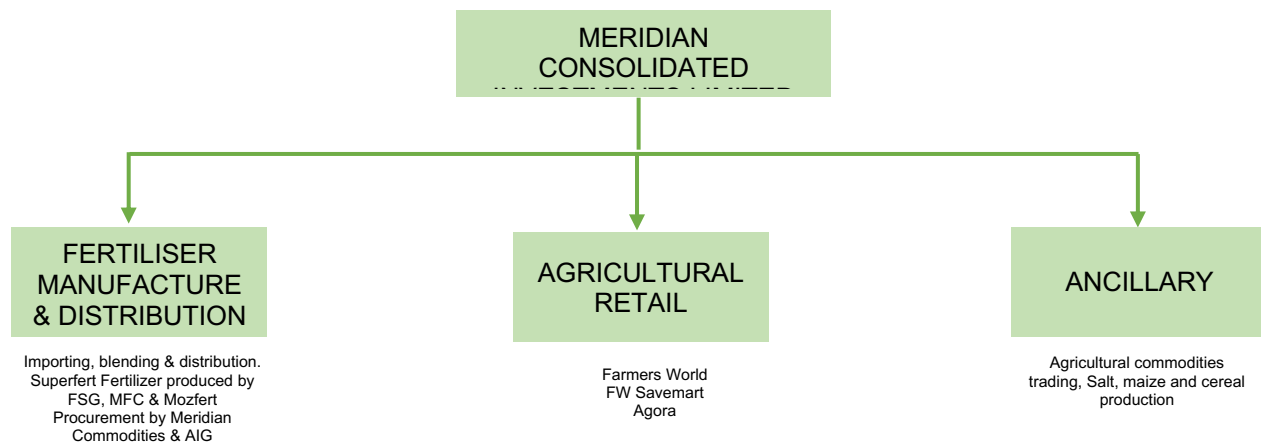 MERIDIAN
CONSOLIDATED
FERTILISER
MANUFACTURE
& DISTRIBUTION
Importing, blending & distribution.
Superfert Fertilizer produced by
FSG, MFC & Mozfert
Procurement by Meridian
Commodities & AIG
AGRICULTURAL
RETAIL
Farmers World
FW Savemart
Agora
ANCILLARY
Agricultural commodities
trading, Salt, maize and cereal
production